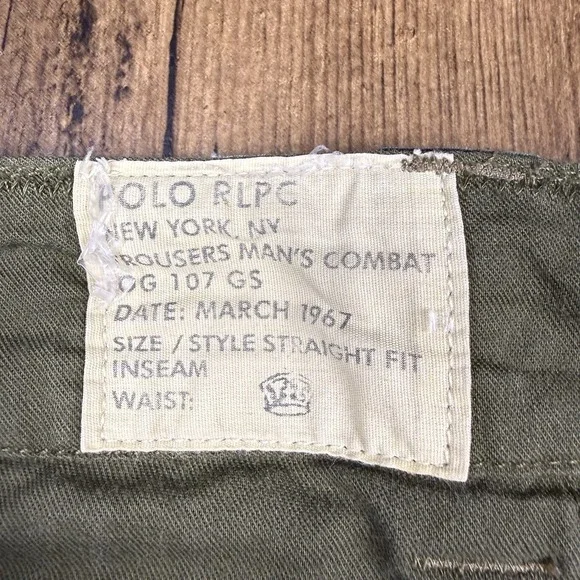 POLO RLPC
NEW YORK, NY
TROUSERS MAN'S COMBAT
OG 107 GS
DATE: MARCH 1967
SIZE / STYLE STRAIGHT FIT
INSEAM
WAIST: